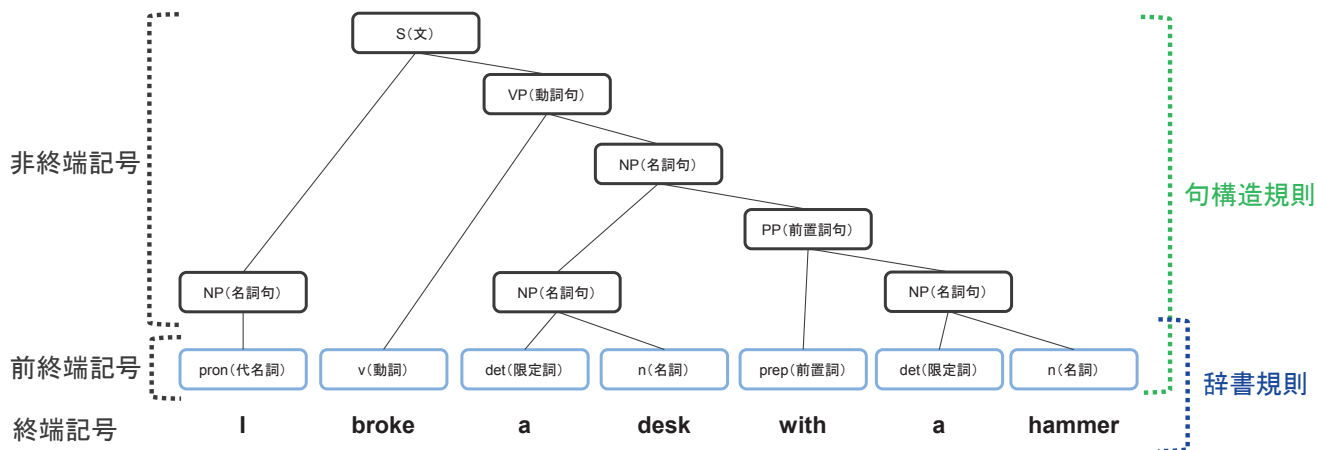 S(文)
VP(動詞句)
非終端記号
NP(名詞句)
句構造規則
PP(前置詞句)
NP(名詞句)
NP(名詞句)
NP(名詞句)
前終端記号
pron(代名詞)
v(動詞)
det(限定詞)
n(名詞)
prep(前置詞)
det(限定詞)
n(名詞)
辞書規則
終端記号
I broke a desk with a hammer